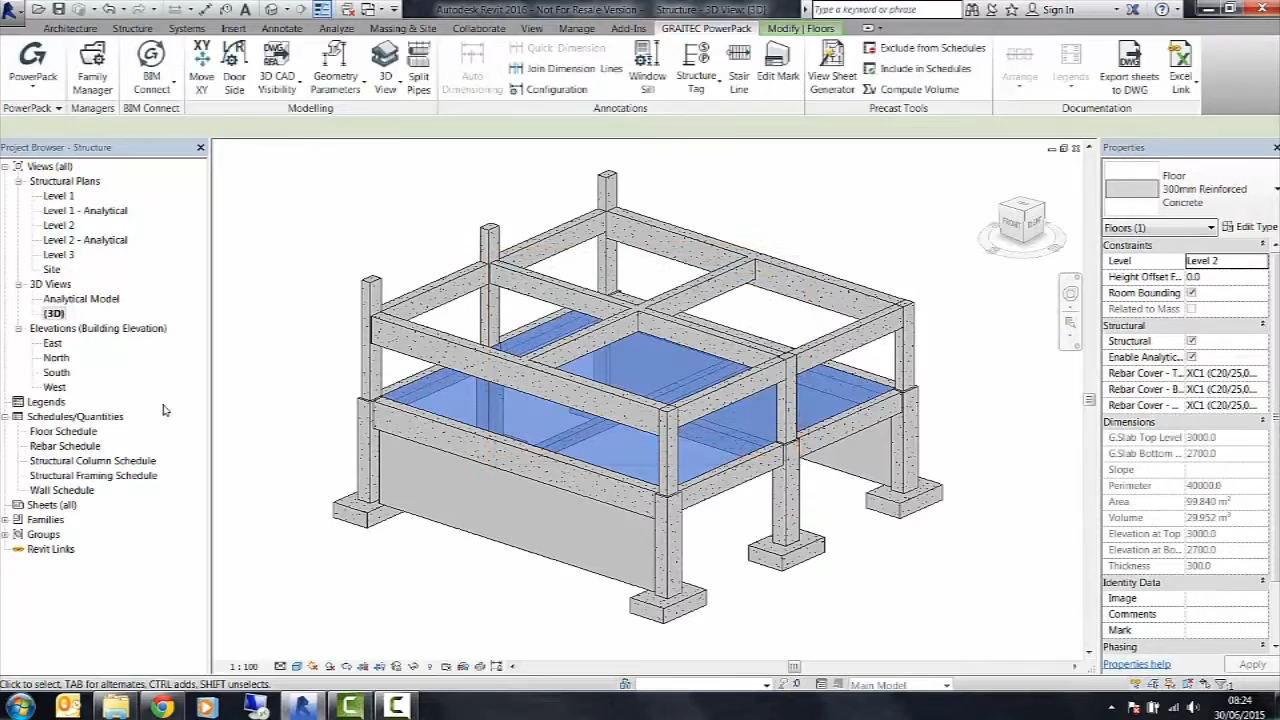 Autodesk Revit 2016 - Not For Resale Version - Structure - 3D View: {3D}
Type a keyword or phrase
Sign In
Architecture Structure Systems Insert Annotate Analyze Massing & Site Collaborate View Manage Add-Ins GRAITEC PowerPack Modify | Floors
PowerPack
Family Manager
BIM Connect
Move XY
Door Side
3D CAD Visibility
Geometry Parameters
3D View
Split Pipes
Auto Dimensioning
Quick Dimension
Join Dimension Lines
Configuration
Window Sill
Structure Tag
Stair Line
Edit Mark
View Sheet Generator
Exclude from Schedules
Include in Schedules
Compute Volume
Arrange
Legends
Export sheets to DWG
Excel Link
PowerPack Managers BIM Connect Modelling Annotations Precast Tools Documentation
Project Browser - Structure
Views (all)
Structural Plans
Level 1
Level 1 - Analytical
Level 2
Level 2 - Analytical
Level 3
Site
3D Views
Analytical Model
{3D}
Elevations (Building Elevation)
East
North
South
West
Legends
Schedules/Quantities
Floor Schedule
Rebar Schedule
Structural Column Schedule
Structural Framing Schedule
Wall Schedule
Sheets (all)
Families
Groups
Revit Links
FRONT
1 : 100
Properties
Floor
300mm Reinforced
Concrete
Floors (1) Edit Type
Constraints
Level Level 2
Height Offset F... 0.0
Room Bounding
Related to Mass
Structural
Structural
Enable Analytic...
Rebar Cover - T... XC1 (C20/25,0...
Rebar Cover - B... XC1 (C20/25,0...
Rebar Cover - ... XC1 (C20/25,0...
Dimensions
G.Slab Top Level 3000.0
G.Slab Bottom ... 2700.0
Slope
Perimeter 40000.0
Area 99.840 m²
Volume 29.952 m³
Elevation at Top 3000.0
Elevation at Bo... 2700.0
Thickness 300.0
Identity Data
Image
Comments
Mark
Phasing
Properties help Apply
Click to select, TAB for alternates, CTRL adds, SHIFT unselects.
:0
Main Model
:1
08:24
30/06/2015